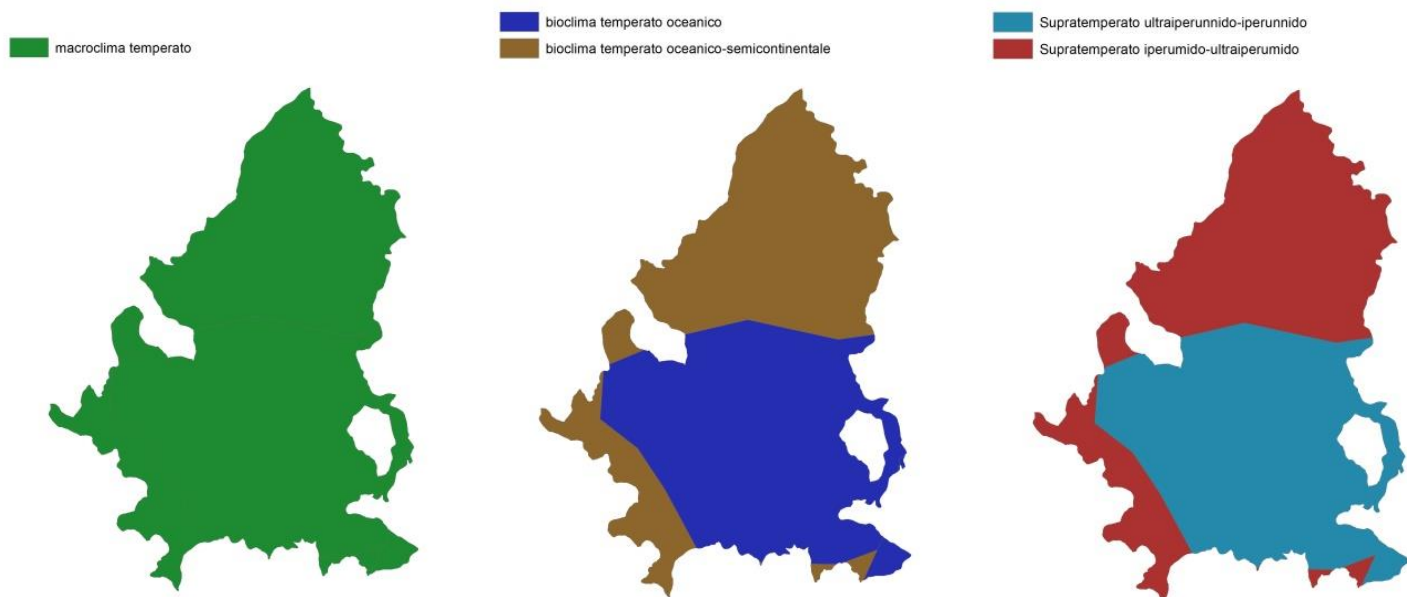 macroclima temperato
bioclima temperato oceanico
bioclima temperato oceanico-semicontinentale
Supratemperato ultraiperunnido-iperunnido
Supratemperato iperumido-ultraiperumido